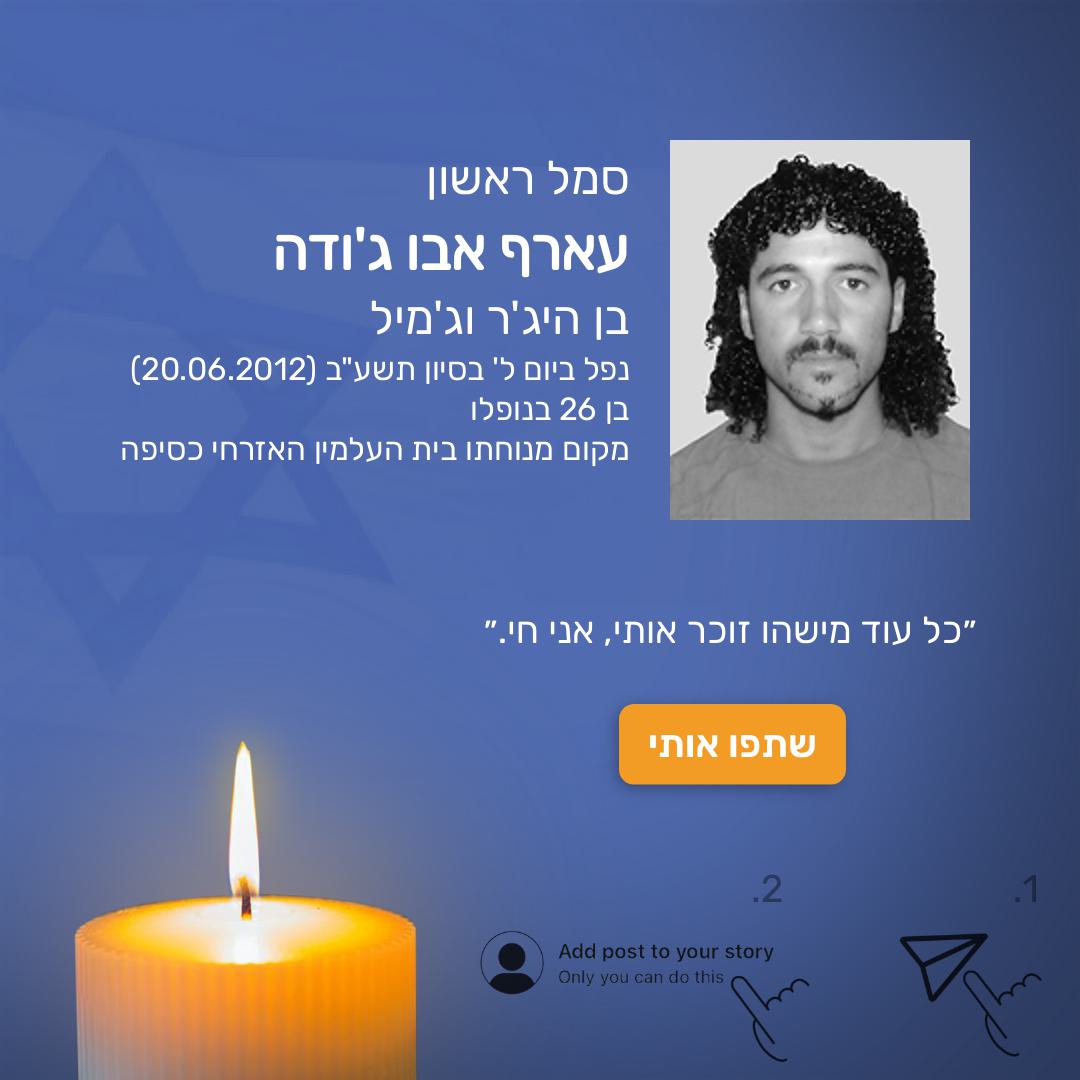 סמל ראשון
עארף אבו ג'ודה
בן היג'ר וג'מיל
נפל ביום ל' בסיון תשע"ב (20.06.2012)
בן 26 בנופלו
מקום מנוחתו בית העלמין האזרחי כסיפה
״כל עוד מישהו זוכר אותי, אני חי.״
שתפו אותי
1.
2.
Add post to your story
Only you can do this